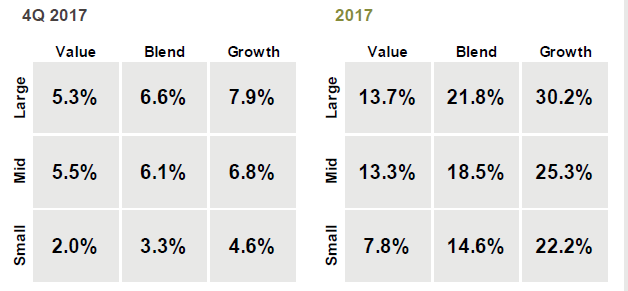 4Q 2017
Value Blend Growth
Large 5.3% 6.6% 7.9%
Mid 5.5% 6.1% 6.8%
Small 2.0% 3.3% 4.6%
2017
Value Blend Growth
Large 13.7% 21.8% 30.2%
Mid 13.3% 18.5% 25.3%
Small 7.8% 14.6% 22.2%